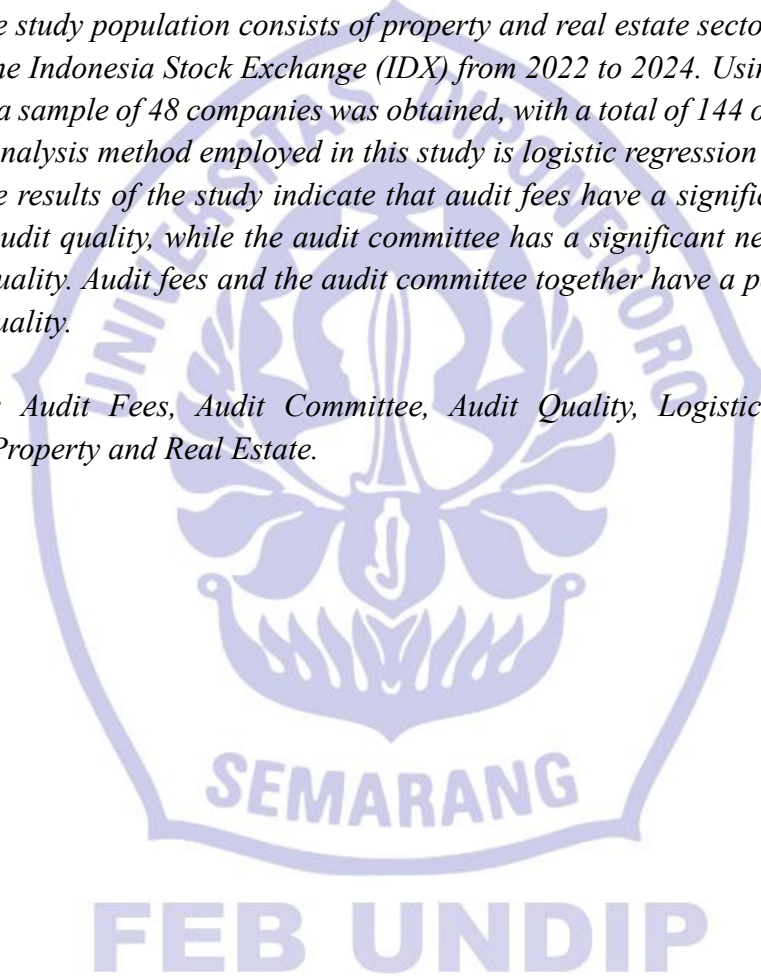 e study population consists of property and real estate secto
ne Indonesia Stock Exchange (IDX) from 2022 to 2024. Usin
a sample of 48 companies was obtained, with a total of 144 o
nalysis method employed in this study is logistic regression
e results of the study indicate that audit fees have a signific
udit quality, while the audit committee has a significant ne
uality. Audit fees and the audit committee together have a p
uality.
Audit Fees, Audit Committee, Audit Quality, Logistic
Property and Real Estate.
UNIVERSITAS DIPONEGORO
SEMARANG
FEB UNDIP